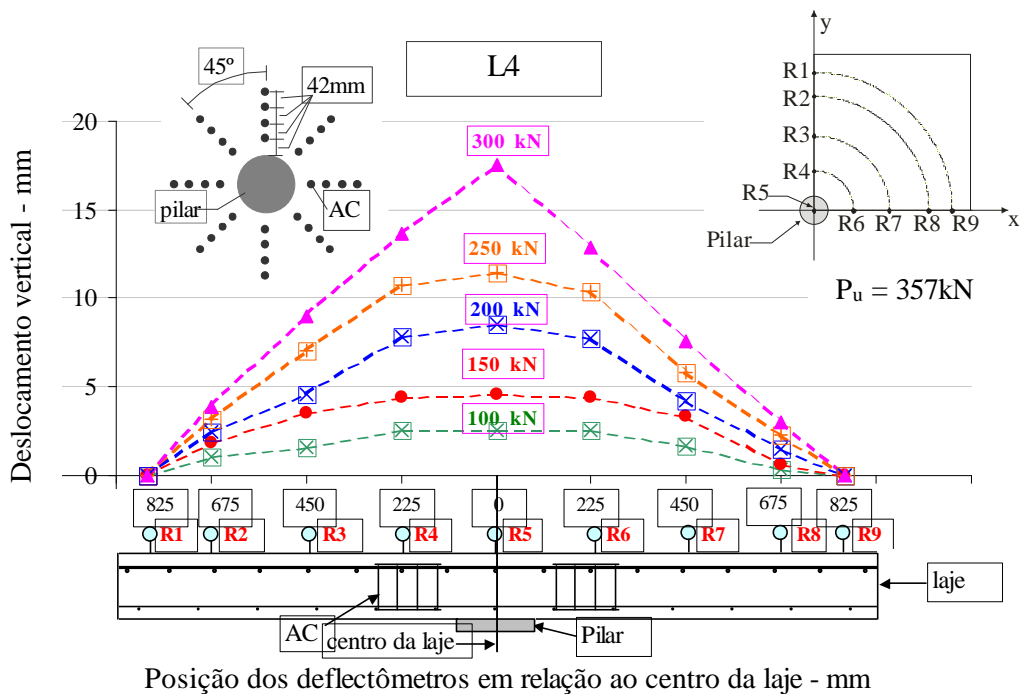 L4
45º
42mm
pilar
AC
y
R1
R2
R3
R4
R5
R6
R7
R8
R9
x
Pilar
Pᵤ = 357kN
Deslocamento vertical - mm
20
15
10
5
0
300 kN
250 kN
200 kN
150 kN
100 kN
825
675
450
225
0
225
450
675
825
R1
R2
R3
R4
R5
R6
R7
R8
R9
laje
AC
centro da laje
Pilar
Posição dos deflectômetros em relação ao centro da laje - mm